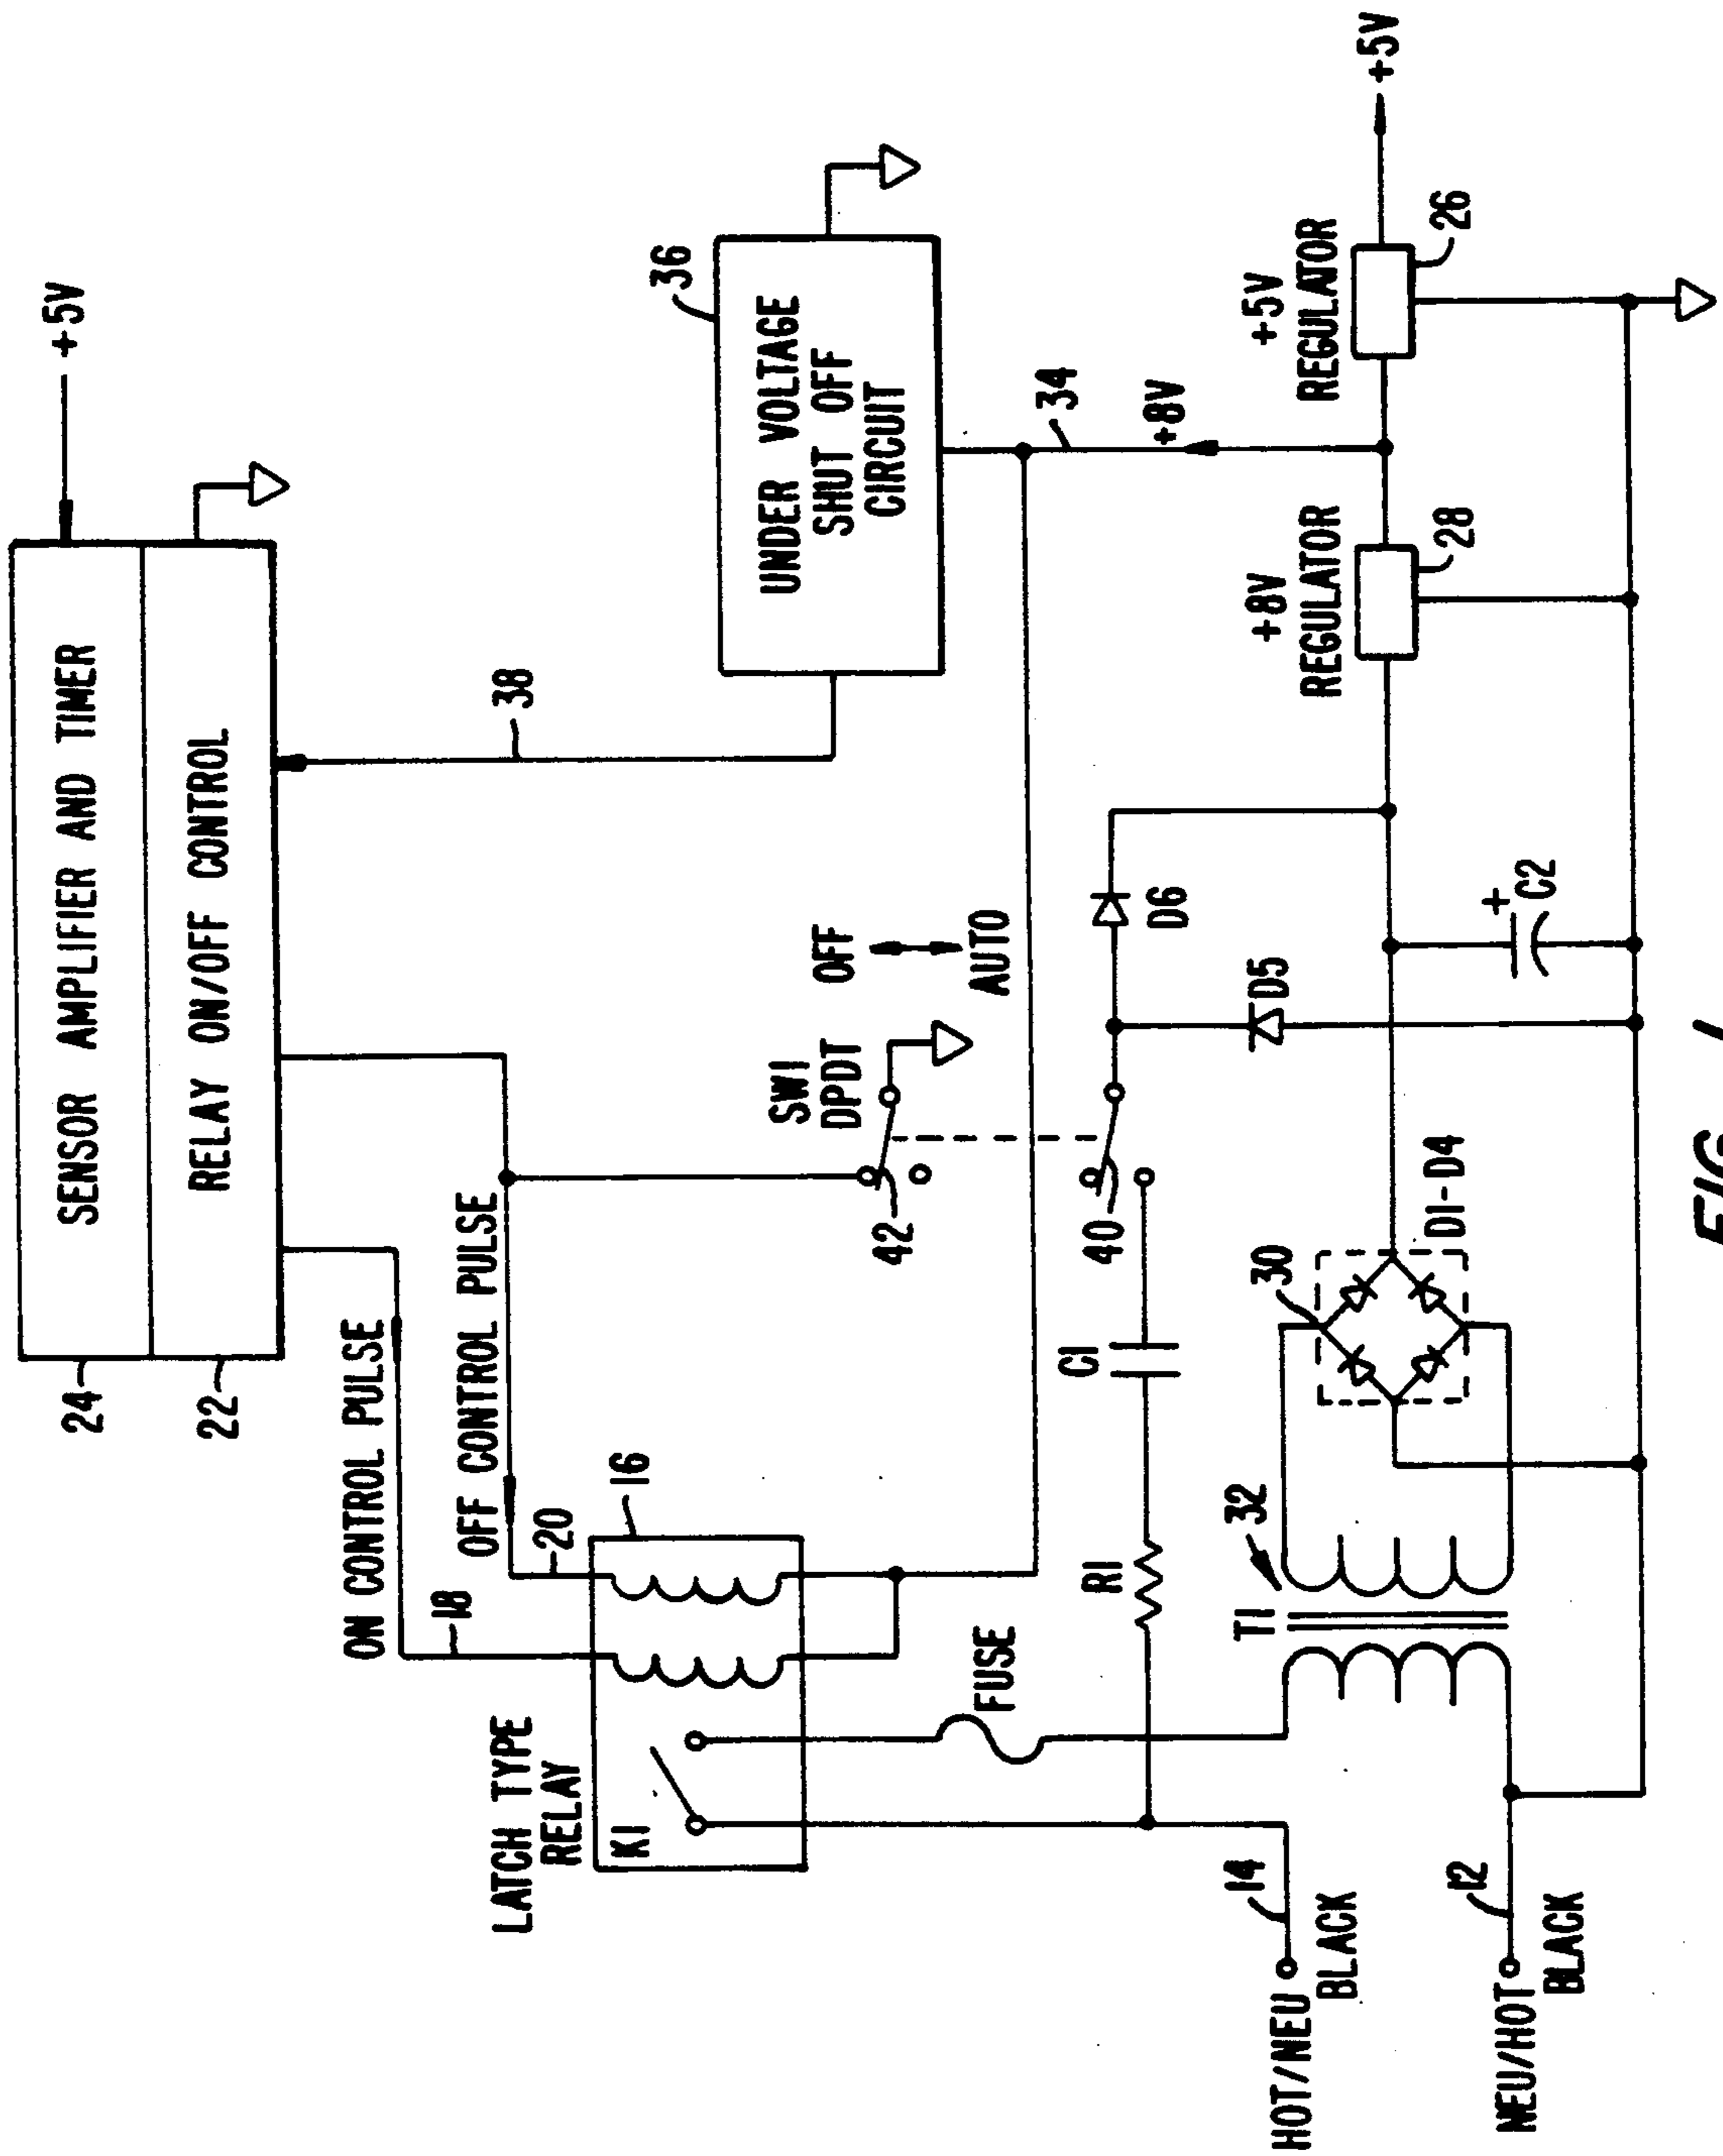 SENSOR AMPLIFIER AND TIMER
RELAY ON/OFF CONTROL
+5V
24
22
ON CONTROL PULSE
OFF CONTROL PULSE
18
20
38
LATCH TYPE
RELAY
K1
16
36
UNDER VOLTAGE
SHUT OFF
CIRCUIT
SW1
DPDT
OFF
AUTO
42
40
FUSE
R1
C1
D6
D5
34
+8V
HOT/NEU
14
BLACK
NEU/HOT
12
BLACK
T1
32
30
D1-D4
+
C2
+8V
REGULATOR
28
+5V
REGULATOR
26
+5V
FIG. 1